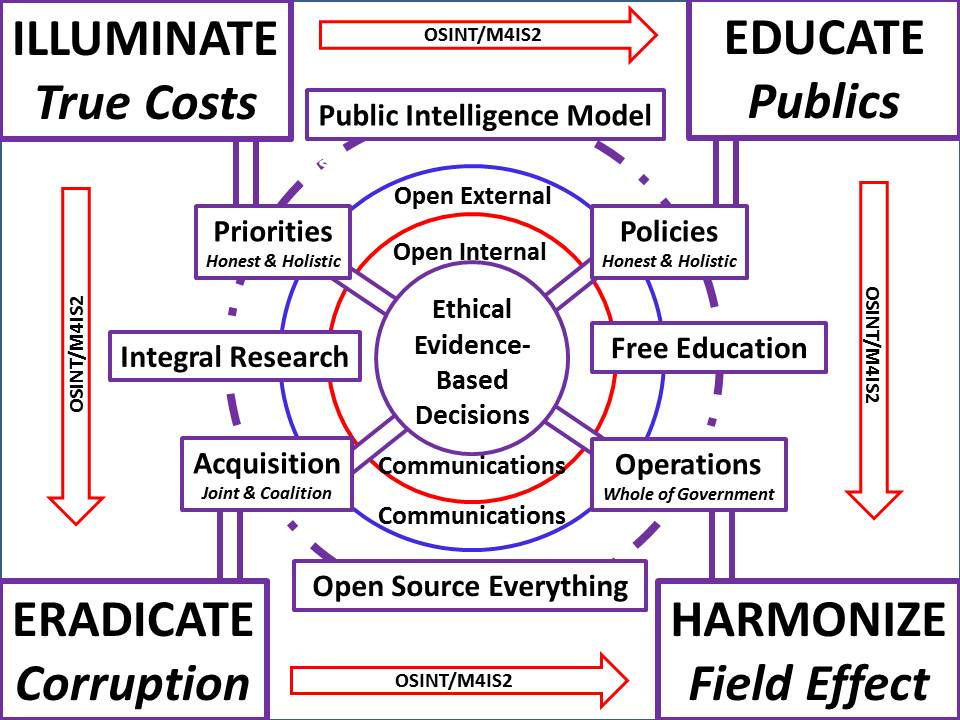 ILLUMINATE
True Costs
OSINT/M4IS2
EDUCATE
Publics
Public Intelligence Model
Open External
Priorities
Honest & Holistic
Open Internal
Policies
Honest & Holistic
OSINT/M4IS2
Integral Research
Ethical
Evidence-
Based
Decisions
Free Education
OSINT/M4IS2
Acquisition
Joint & Coalition
Communications
Operations
Whole of Government
Communications
Open Source Everything
ERADICATE
Corruption
OSINT/M4IS2
HARMONIZE
Field Effect